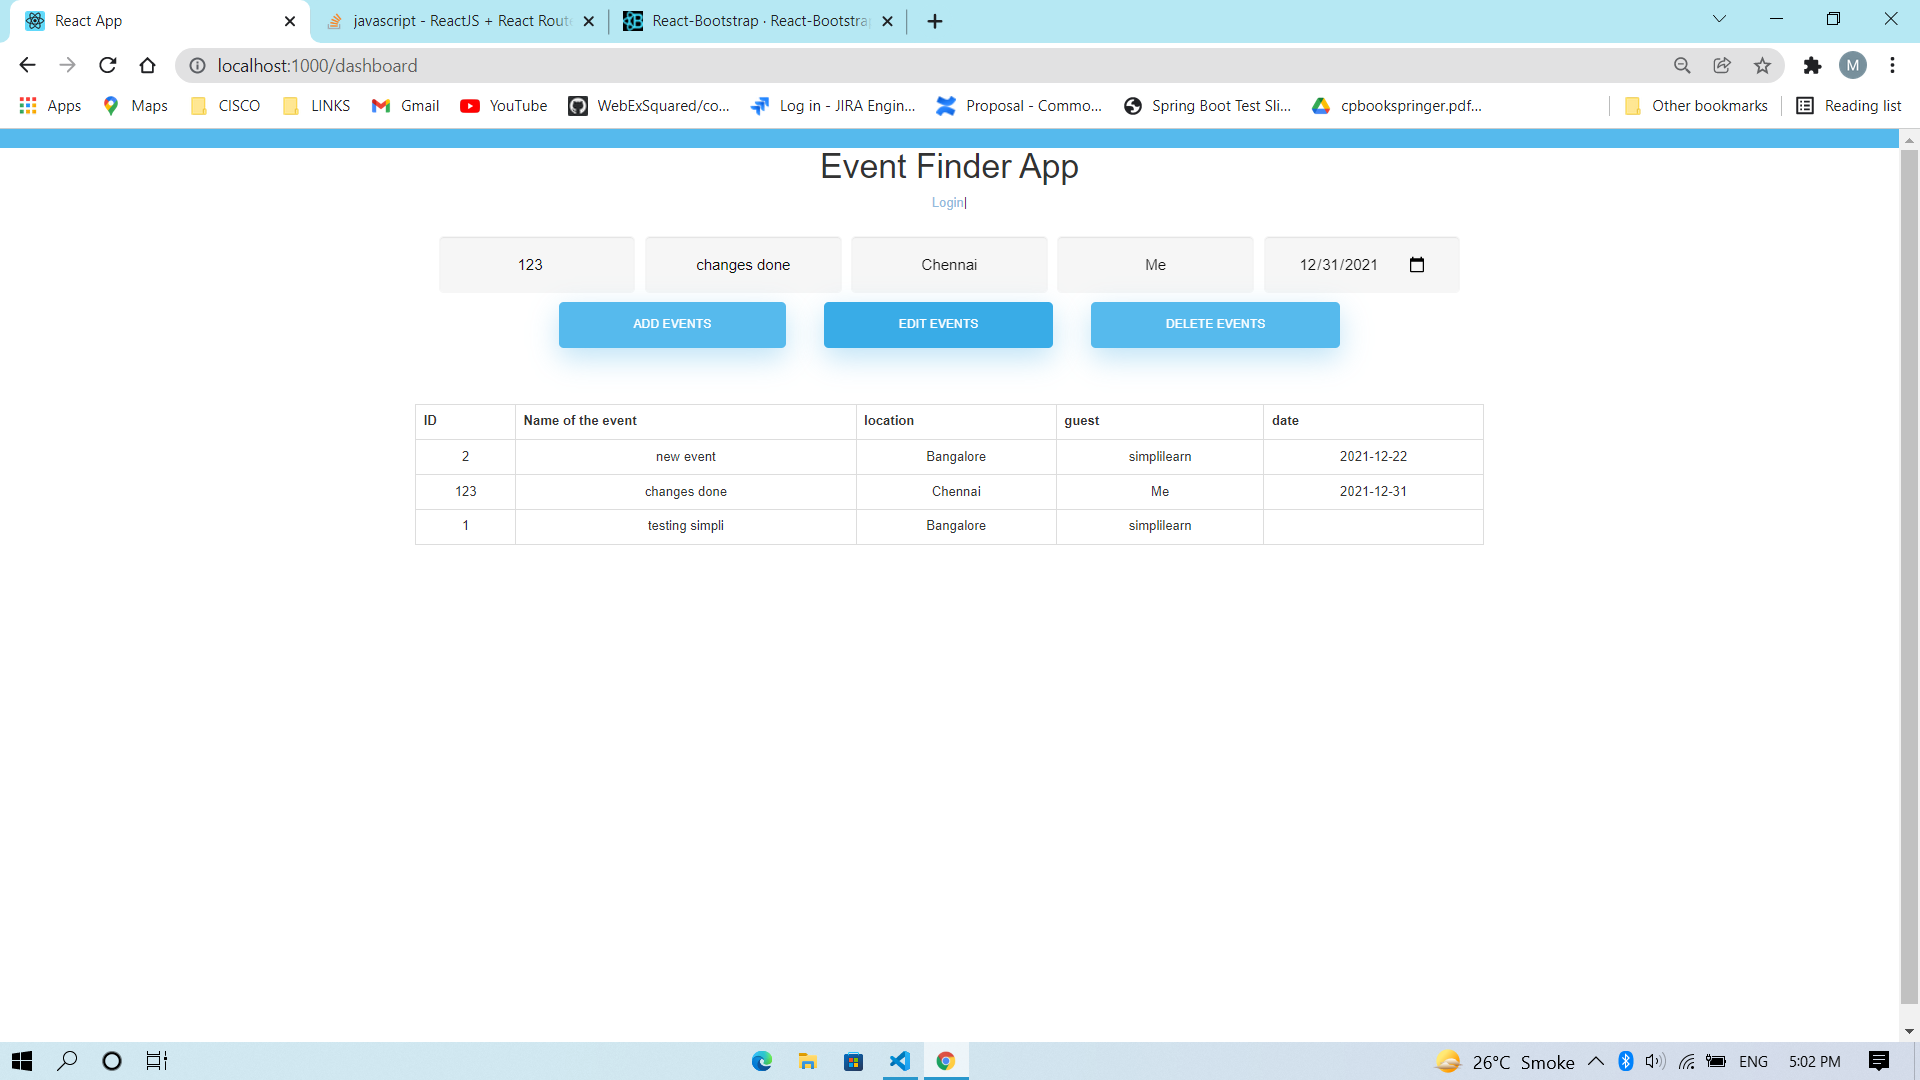 React App
javascript - ReactJS + React Rout
React-Bootstrap · React-Bootstra
localhost:1000/dashboard
M
Apps Maps CISCO LINKS Gmail YouTube WebExSquared/co... Log in - JIRA Engin... Proposal - Commo... Spring Boot Test Sli... cpbookspringer.pdf... Other bookmarks Reading list
Event Finder App
Login|
123 changes done Chennai Me 12/31/2021
ADD EVENTS EDIT EVENTS DELETE EVENTS
ID Name of the event location guest date
2 new event Bangalore simplilearn 2021-12-22
123 changes done Chennai Me 2021-12-31
1 testing simpli Bangalore simplilearn
26°C Smoke ENG 5:02 PM